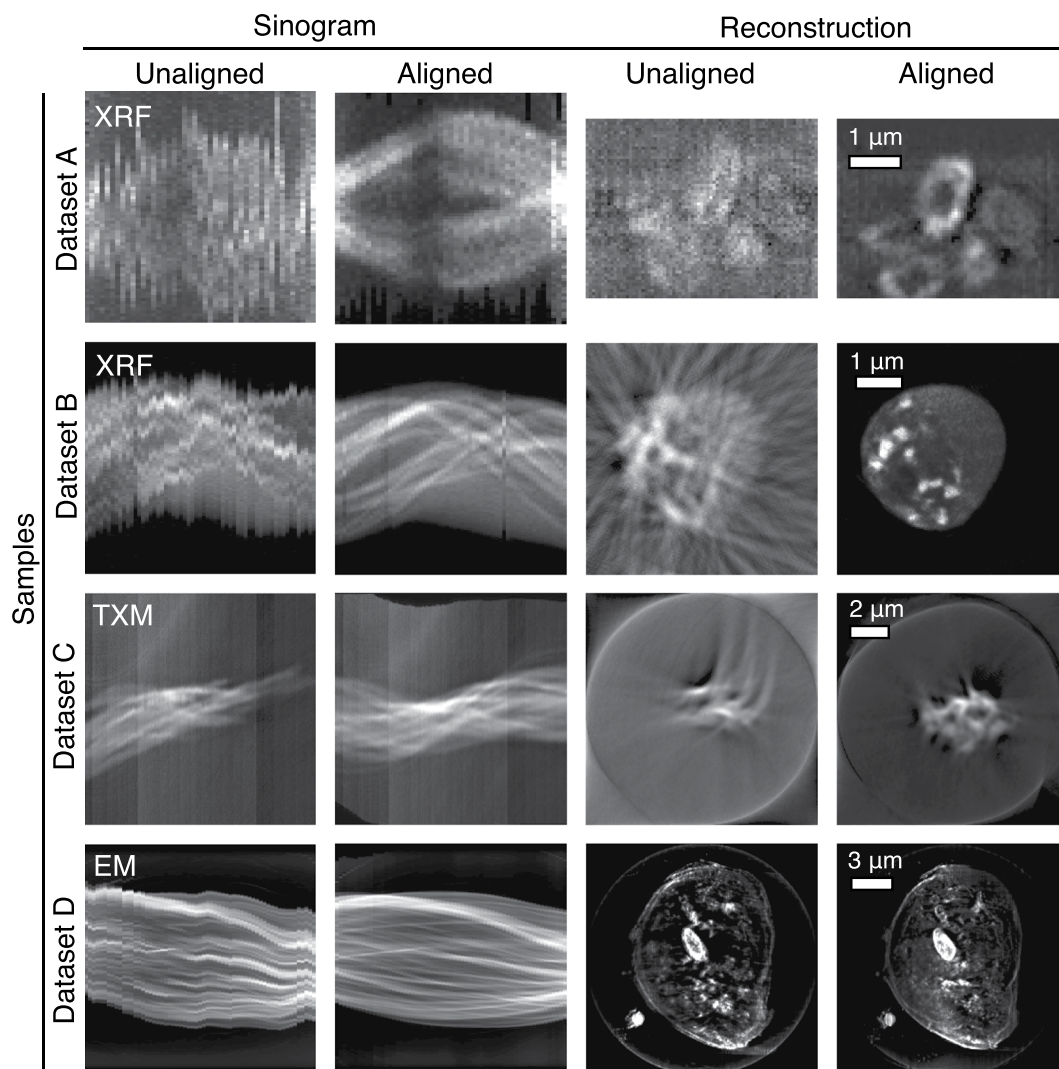 Sinogram
Reconstruction
Unaligned
Aligned
Unaligned
Aligned
Samples
Dataset A
XRF
1 µm
Dataset B
XRF
1 µm
Dataset C
TXM
2 µm
Dataset D
EM
3 µm